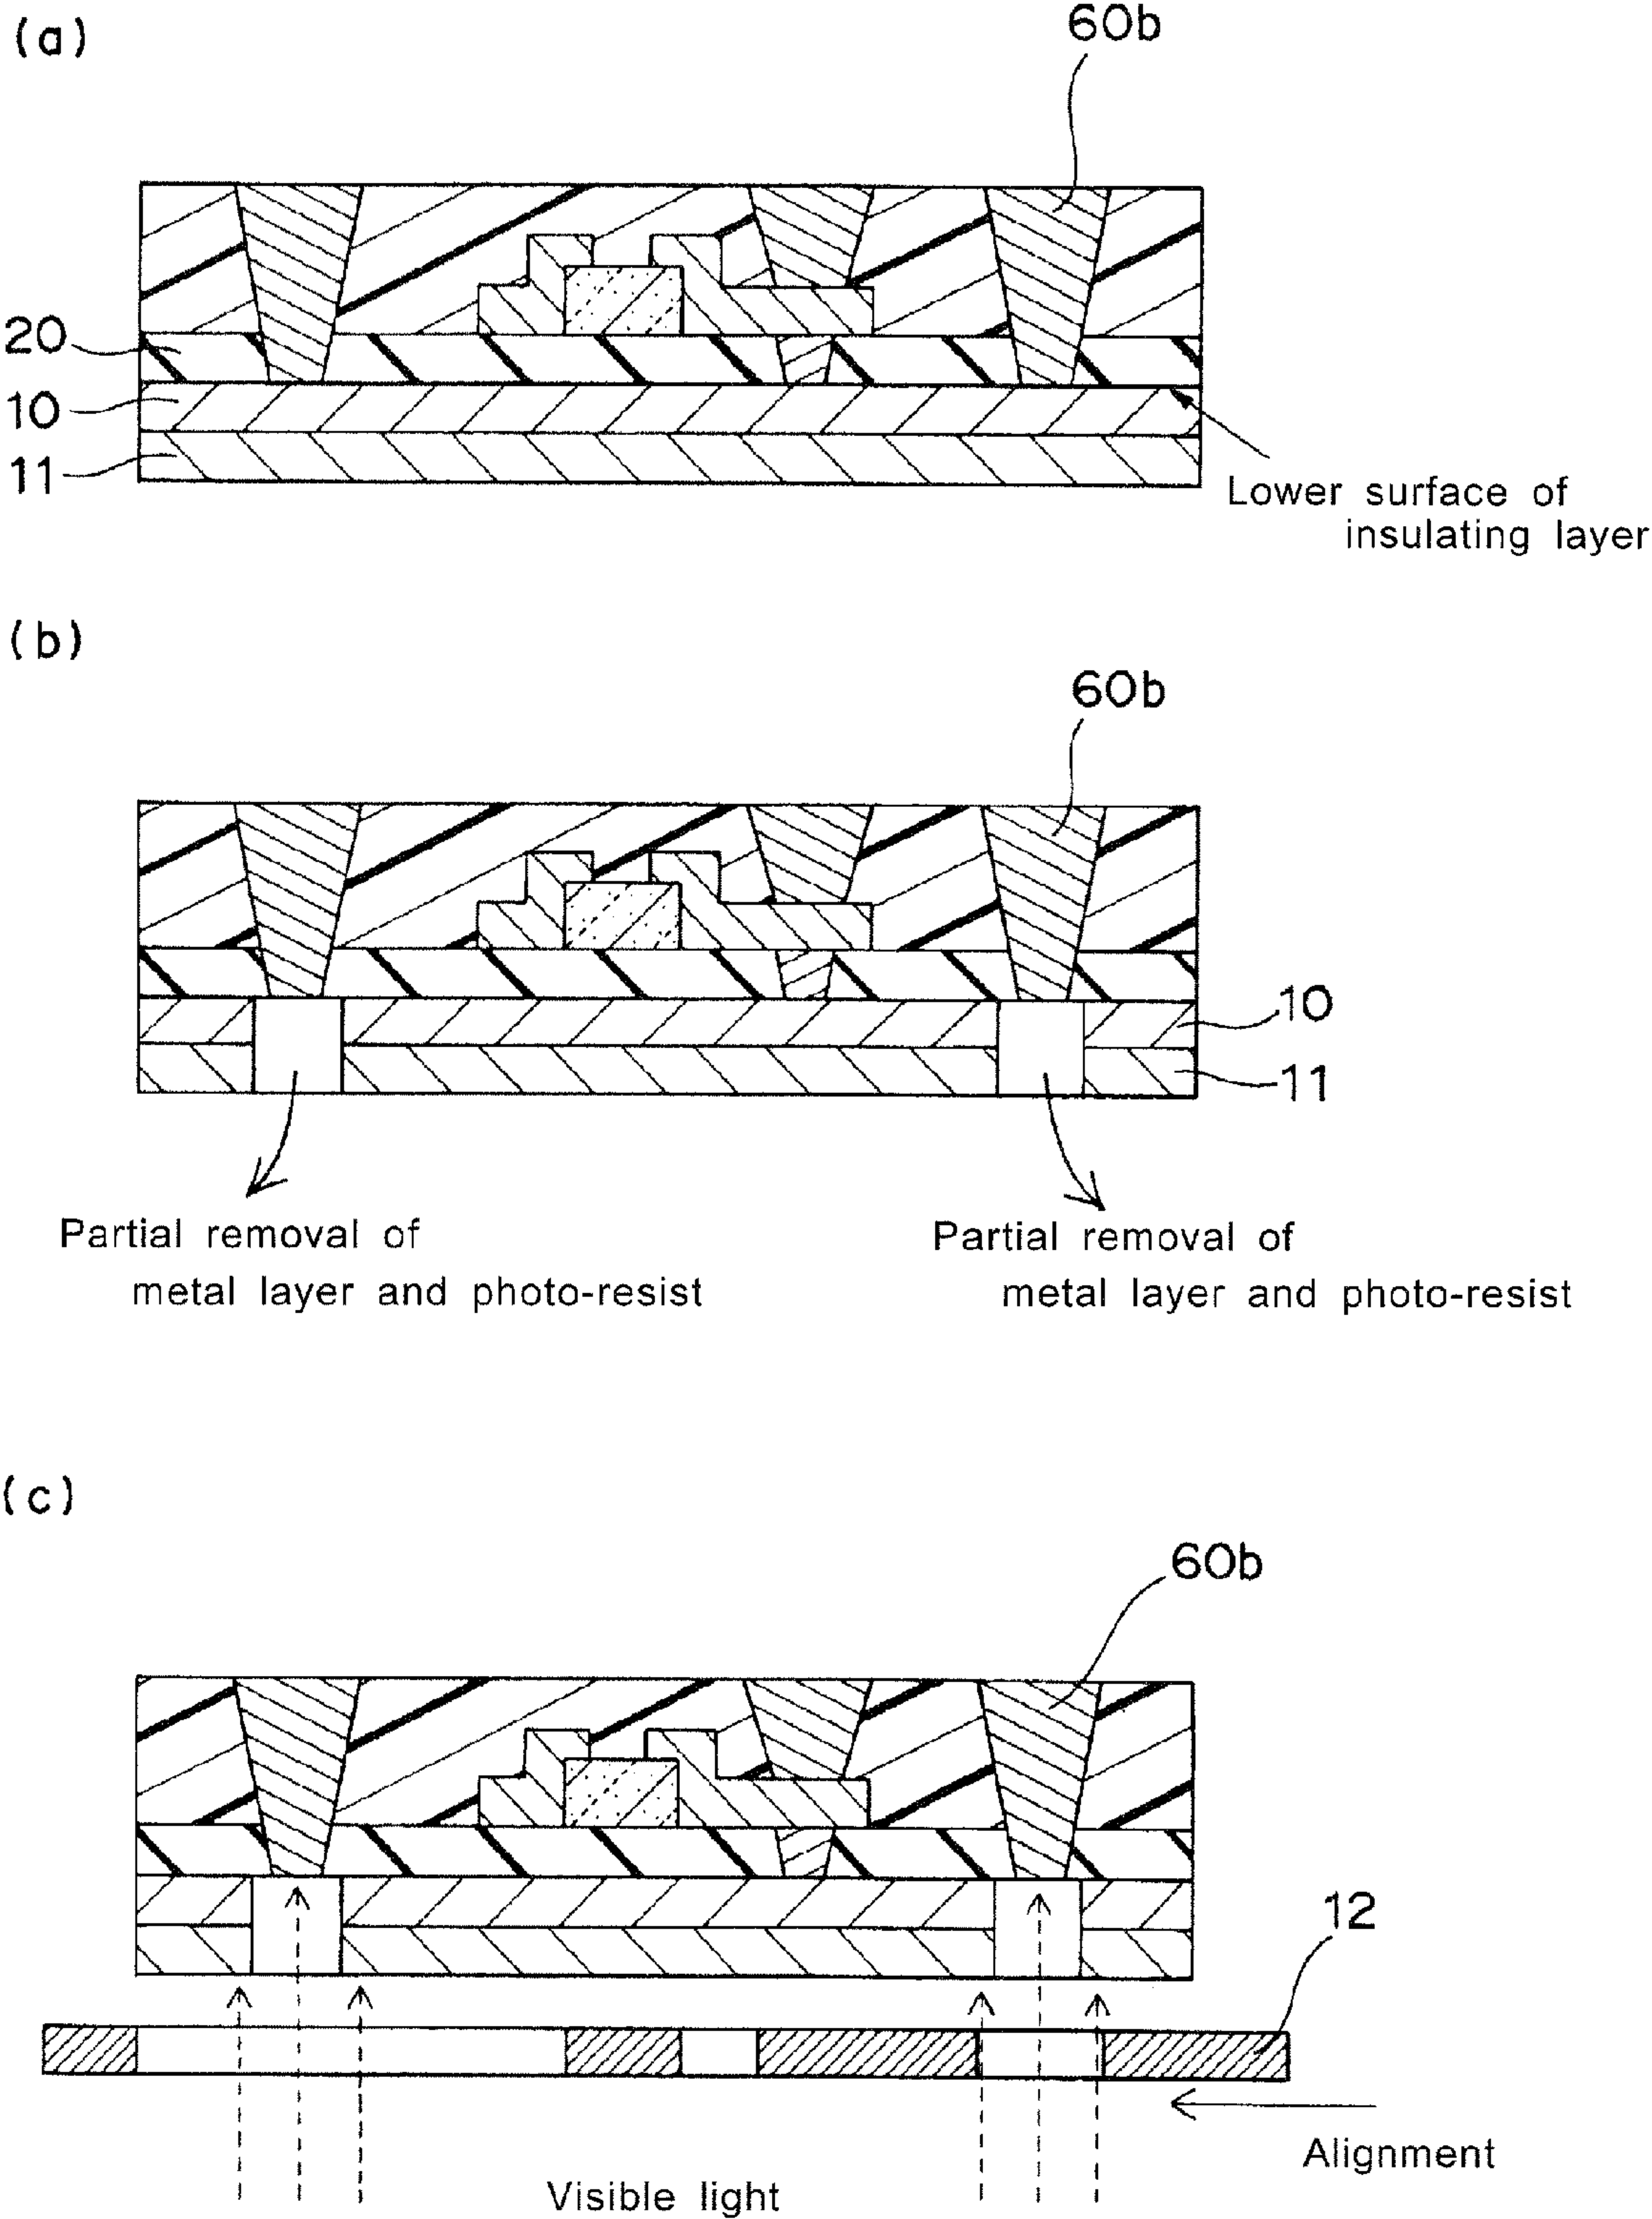 (a)
60b
20
10
11
Lower surface of
insulating layer
(b)
60b
10
11
Partial removal of
metal layer and photo-resist
Partial removal of
metal layer and photo-resist
(c)
60b
12
Alignment
Visible light